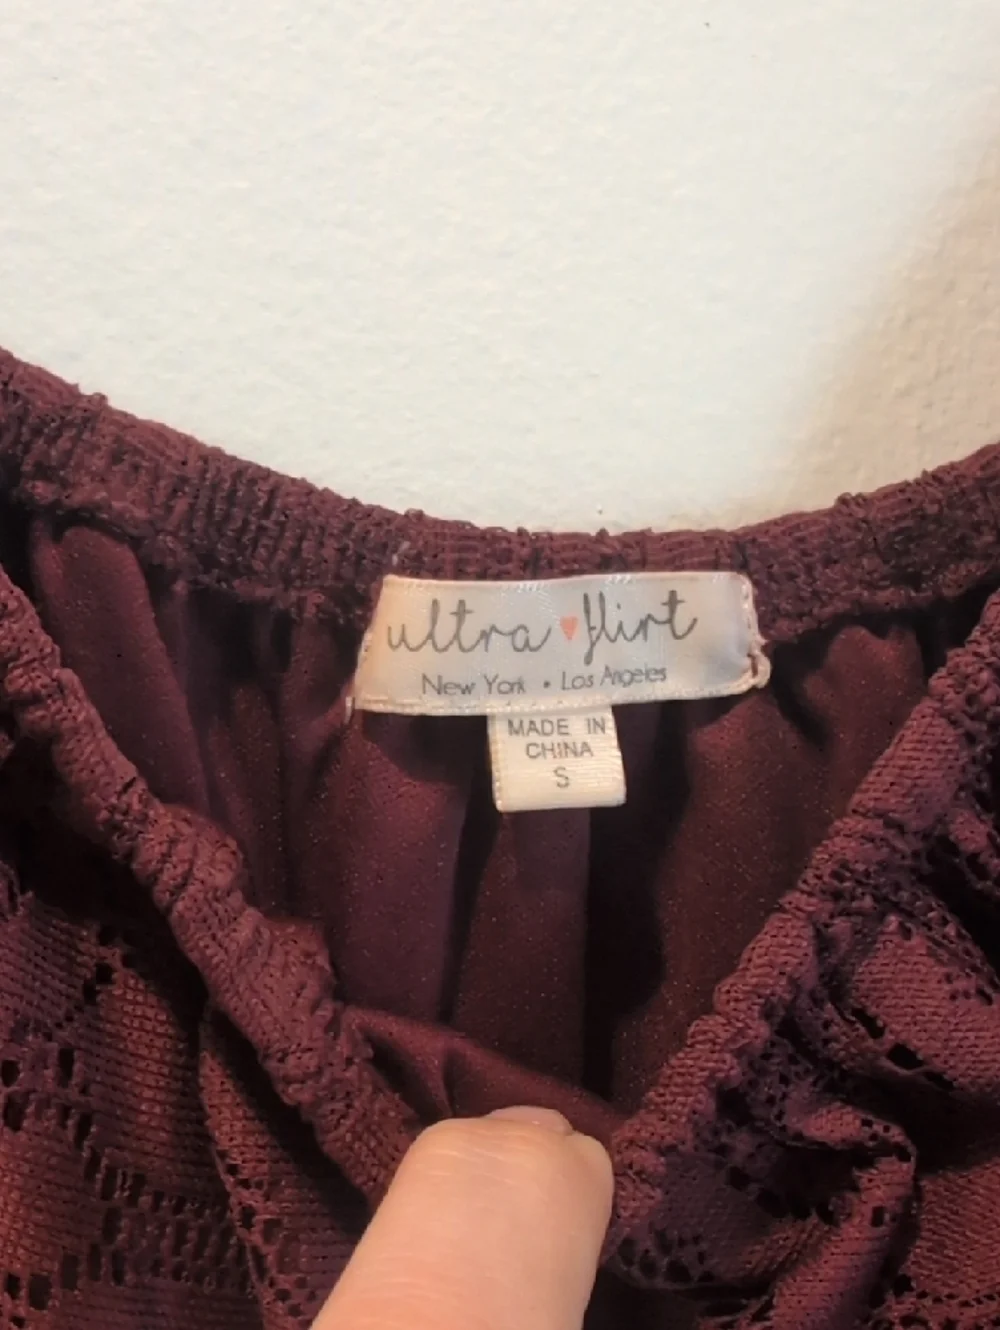 ultra flirt
New York • Los Angeles
MADE IN
CHINA
S